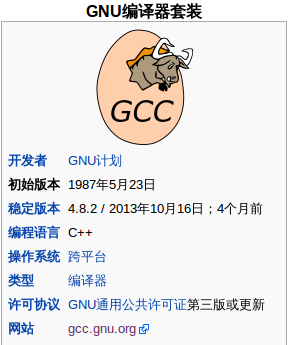 GNU编译器套装
GCC
开发者 GNU计划
初始版本 1987年5月23日
稳定版本 4.8.2 / 2013年10月16日；4个月前
编程语言 C++
操作系统 跨平台
类型 编译器
许可协议 GNU通用公共许可证第三版或更新
网站 gcc.gnu.org